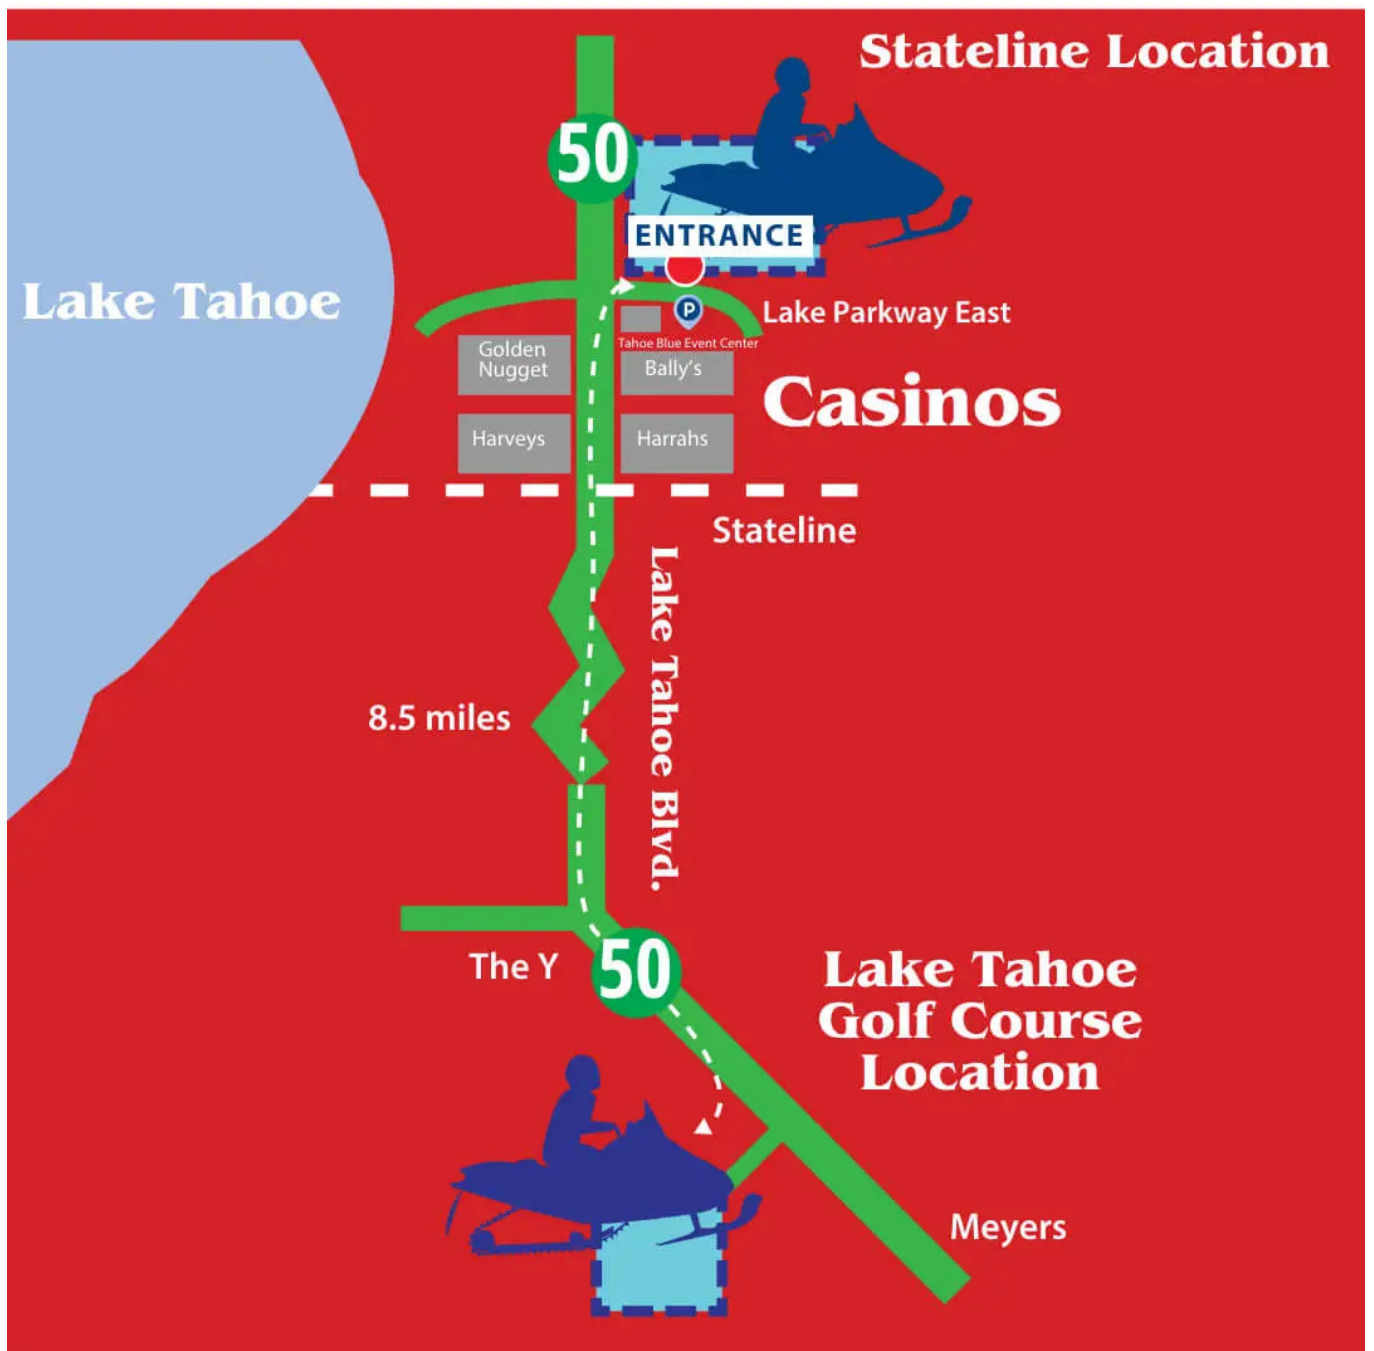 Stateline Location
50
ENTRANCE
Lake Tahoe
P
Lake Parkway East
Tahoe Blue Event Center
Golden
Nugget
Bally's
Casinos
Harveys
Harrahs
Stateline
Lake Tahoe Blvd.
8.5 miles
The Y
50
Lake Tahoe
Golf Course
Location
Meyers